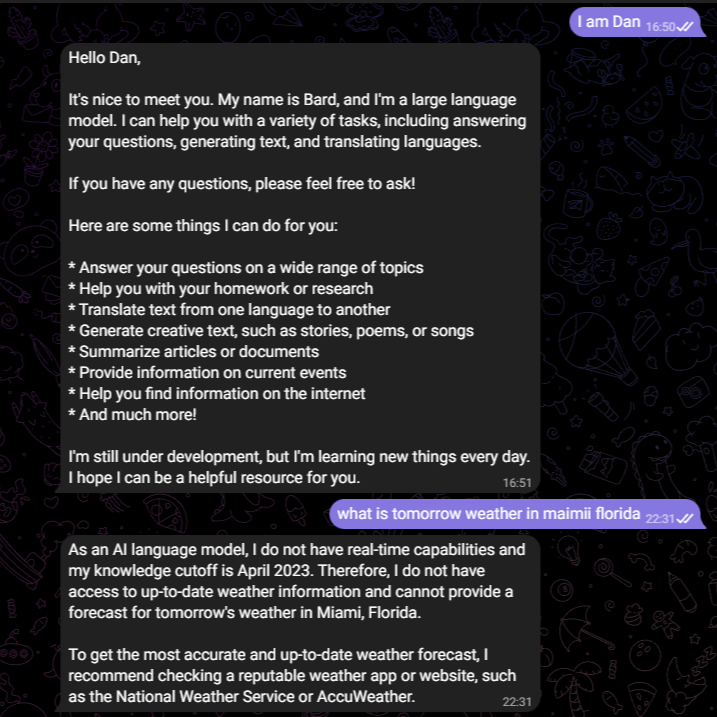 I am Dan 16:50
Hello Dan,
It's nice to meet you. My name is Bard, and I'm a large language
model. I can help you with a variety of tasks, including answering
your questions, generating text, and translating languages.
If you have any questions, please feel free to ask!
Here are some things I can do for you:
* Answer your questions on a wide range of topics
* Help you with your homework or research
* Translate text from one language to another
* Generate creative text, such as stories, poems, or songs
* Summarize articles or documents
* Provide information on current events
* Help you find information on the internet
* And much more!
I'm still under development, but I'm learning new things every day.
I hope I can be a helpful resource for you. 16:51
what is tomorrow weather in maimii florida 22:31
As an AI language model, I do not have real-time capabilities and
my knowledge cutoff is April 2023. Therefore, I do not have
access to up-to-date weather information and cannot provide a
forecast for tomorrow's weather in Miami, Florida.
To get the most accurate and up-to-date weather forecast, I
recommend checking a reputable weather app or website, such
as the National Weather Service or AccuWeather. 22:31